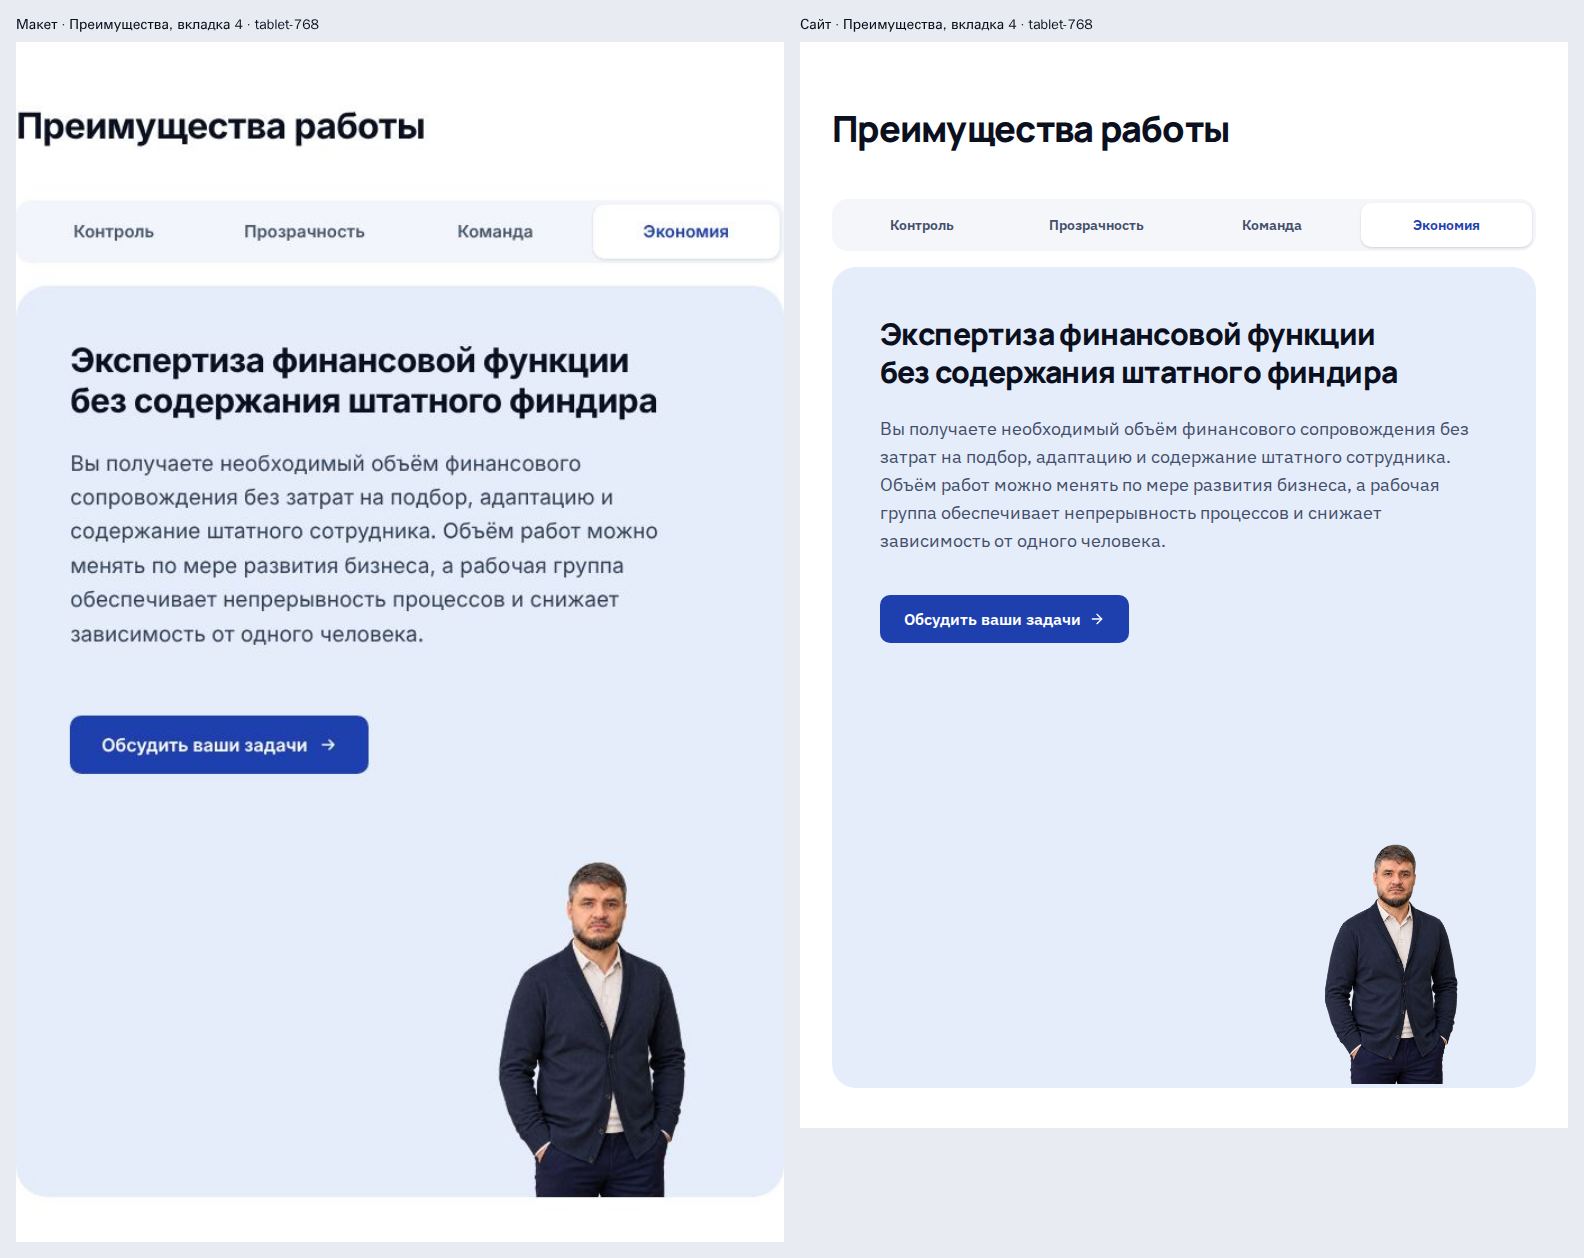 Макет · Преимущества, вкладка 4 · tablet-768
Преимущества работы
Контроль
Прозрачность
Команда
Экономия
Экспертиза финансовой функции
без содержания штатного финдира
Вы получаете необходимый объём финансового
сопровождения без затрат на подбор, адаптацию и
содержание штатного сотрудника. Объём работ можно
менять по мере развития бизнеса, а рабочая группа
обеспечивает непрерывность процессов и снижает
зависимость от одного человека.
Обсудить ваши задачи →
Сайт · Преимущества, вкладка 4 · tablet-768
Преимущества работы
Контроль
Прозрачность
Команда
Экономия
Экспертиза финансовой функции
без содержания штатного финдира
Вы получаете необходимый объём финансового сопровождения без
затрат на подбор, адаптацию и содержание штатного сотрудника.
Объём работ можно менять по мере развития бизнеса, а рабочая
группа обеспечивает непрерывность процессов и снижает
зависимость от одного человека.
Обсудить ваши задачи →